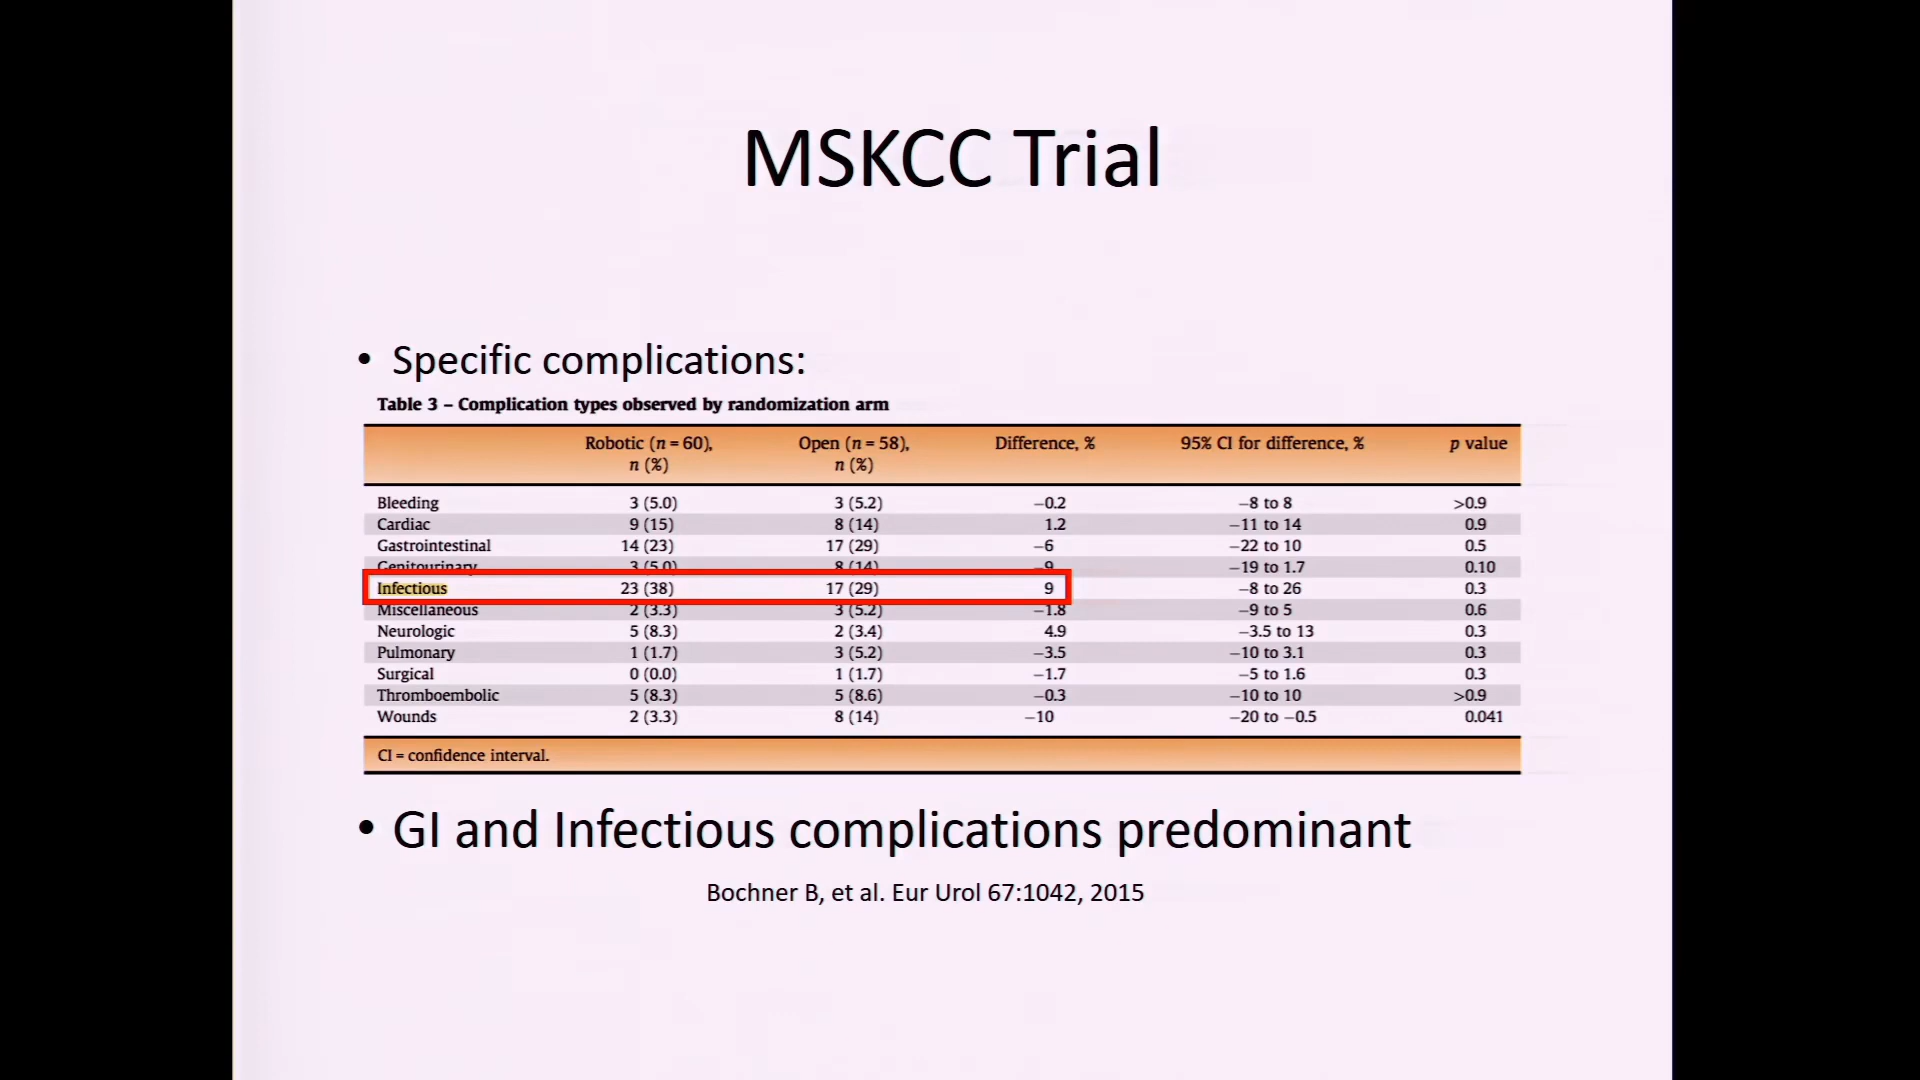 MSKCC Trial
• Specific complications:
Table 3 – Complication types observed by randomization arm
Robotic (n = 60), n (%) Open (n = 58), n (%) Difference, % 95% CI for difference, % p value
Bleeding 3 (5.0) 3 (5.2) −0.2 −8 to 8 >0.9
Cardiac 9 (15) 8 (14) 1.2 −11 to 14 0.9
Gastrointestinal 14 (23) 17 (29) −6 −22 to 10 0.5
Genitourinary 3 (5.0) 8 (14) −9 −19 to 1.7 0.10
Infectious 23 (38) 17 (29) 9 −8 to 26 0.3
Miscellaneous 2 (3.3) 3 (5.2) −1.8 −9 to 5 0.6
Neurologic 5 (8.3) 2 (3.4) 4.9 −3.5 to 13 0.3
Pulmonary 1 (1.7) 3 (5.2) −3.5 −10 to 3.1 0.3
Surgical 0 (0.0) 1 (1.7) −1.7 −5 to 1.6 0.3
Thromboembolic 5 (8.3) 5 (8.6) −0.3 −10 to 10 >0.9
Wounds 2 (3.3) 8 (14) −10 −20 to −0.5 0.041
CI = confidence interval.
• GI and Infectious complications predominant
Bochner B, et al. Eur Urol 67:1042, 2015